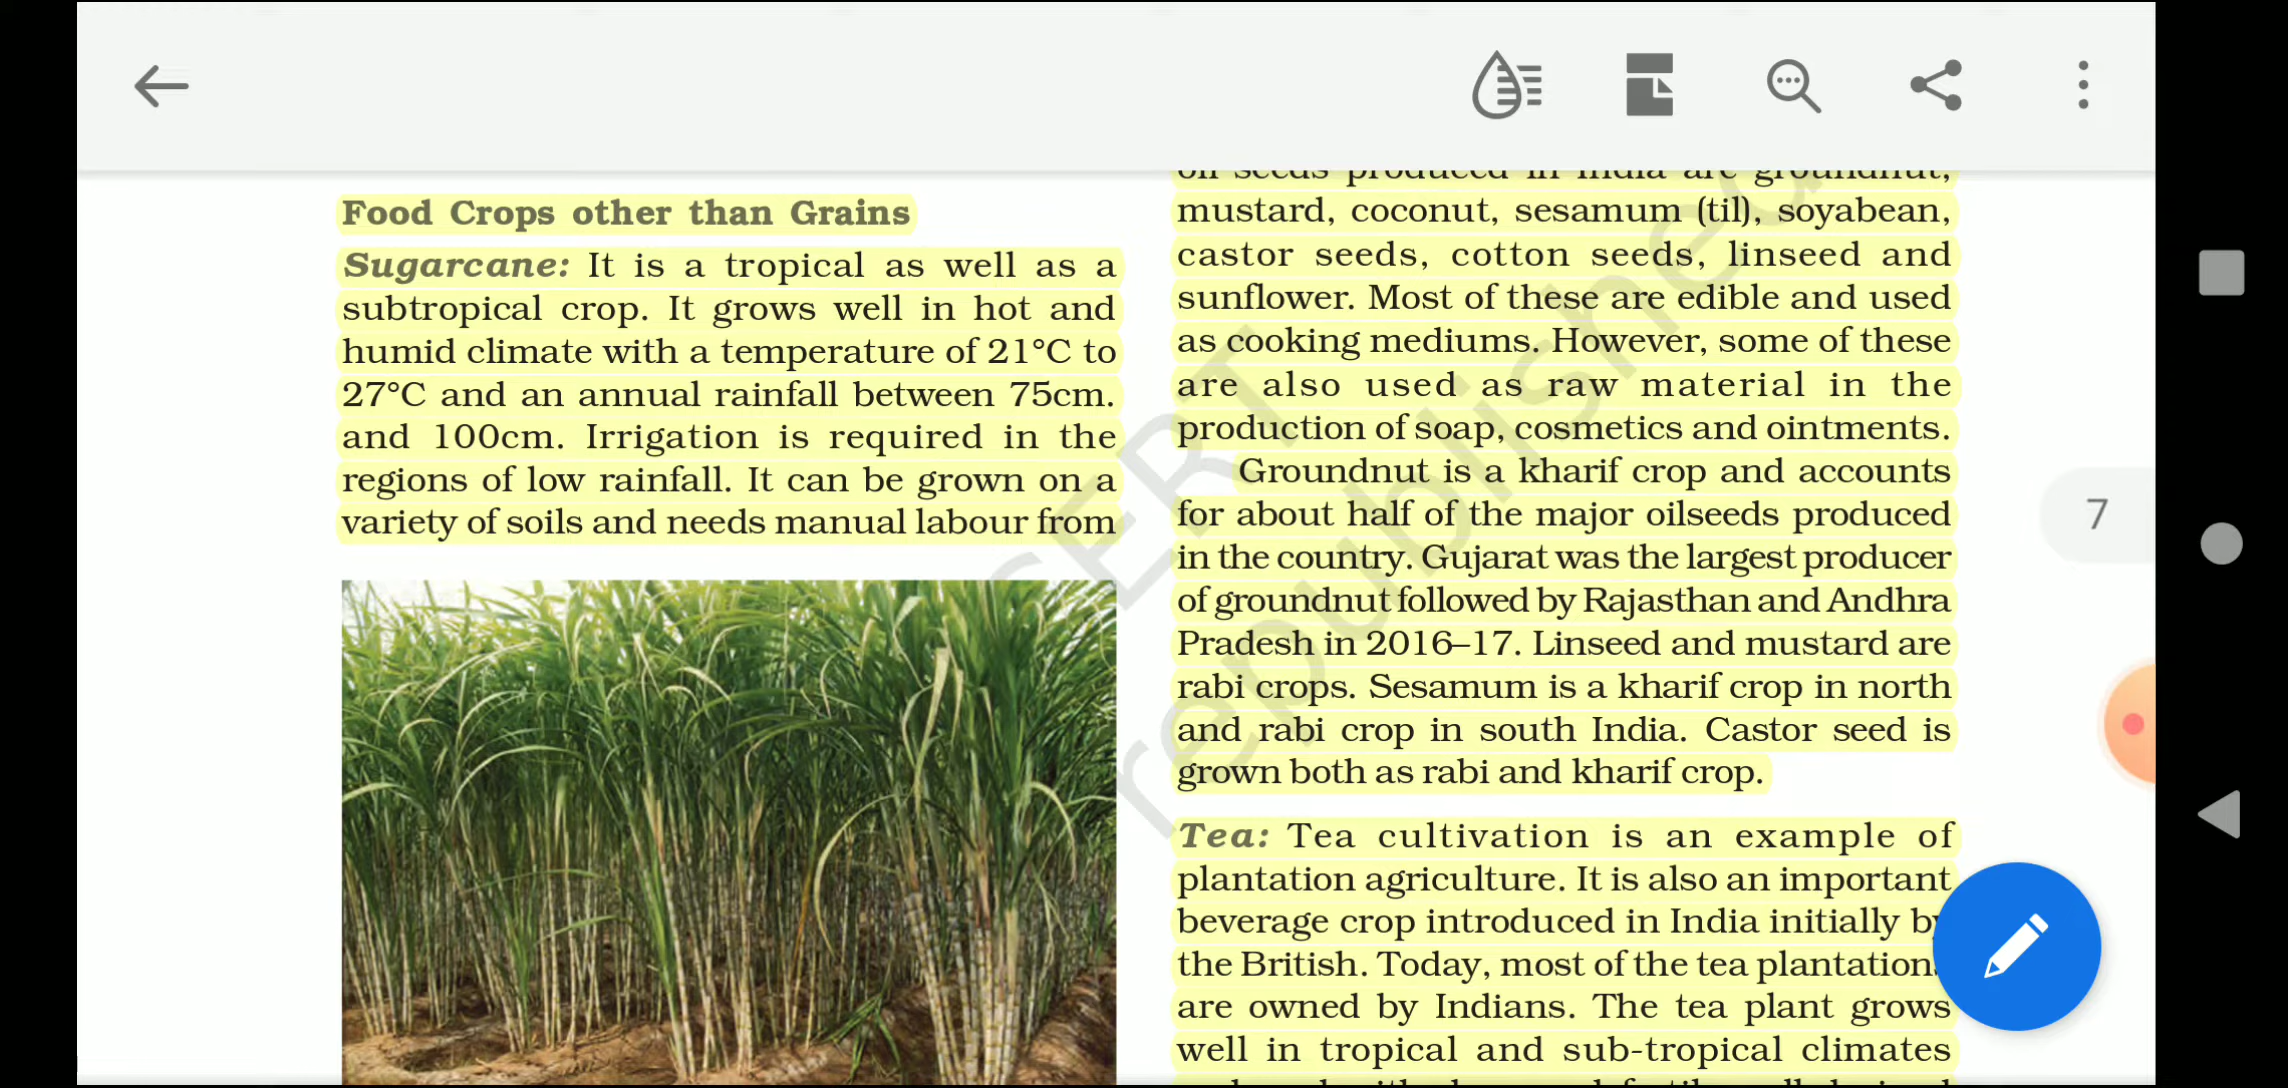 Food Crops other than Grains
Sugarcane: It is a tropical as well as a
subtropical crop. It grows well in hot and
humid climate with a temperature of 21°C to
27°C and an annual rainfall between 75cm.
and 100cm. Irrigation is required in the
regions of low rainfall. It can be grown on a
variety of soils and needs manual labour from
oil seeds produced in India are groundnut,
mustard, coconut, sesamum (til), soyabean,
castor seeds, cotton seeds, linseed and
sunflower. Most of these are edible and used
as cooking mediums. However, some of these
are also used as raw material in the
production of soap, cosmetics and ointments.
Groundnut is a kharif crop and accounts
for about half of the major oilseeds produced
in the country. Gujarat was the largest producer
of groundnut followed by Rajasthan and Andhra
Pradesh in 2016–17. Linseed and mustard are
rabi crops. Sesamum is a kharif crop in north
and rabi crop in south India. Castor seed is
grown both as rabi and kharif crop.
Tea: Tea cultivation is an example of
plantation agriculture. It is also an important
beverage crop introduced in India initially by
the British. Today, most of the tea plantations
are owned by Indians. The tea plant grows
well in tropical and sub-tropical climates
7
republished